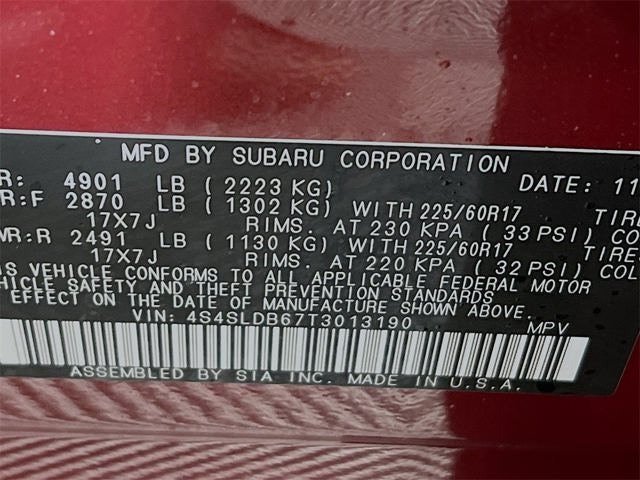 MFD BY SUBARU CORPORATION
R: 4901 LB (2223 KG) DATE: 11
R:F 2870 LB (1302 KG) WITH 225/60R17 TIRE
17X7J RIMS. AT 230 KPA (33 PSI) CO
WR:R 2491 LB (1130 KG) WITH 225/60R17 TIRES
17X7J RIMS. AT 220 KPA (32 PSI) COL
IS VEHICLE CONFORMS TO ALL APPLICABLE FEDERAL MOTOR
VEHICLE SAFETY AND THEFT PREVENTION STANDARDS
EFFECT ON THE DATE OF MANUFACTURE SHOWN ABOVE.
VIN: 4S4SLDB67T3013190 MPV
ASSEMBLED BY SIA INC. MADE IN U.S.A.